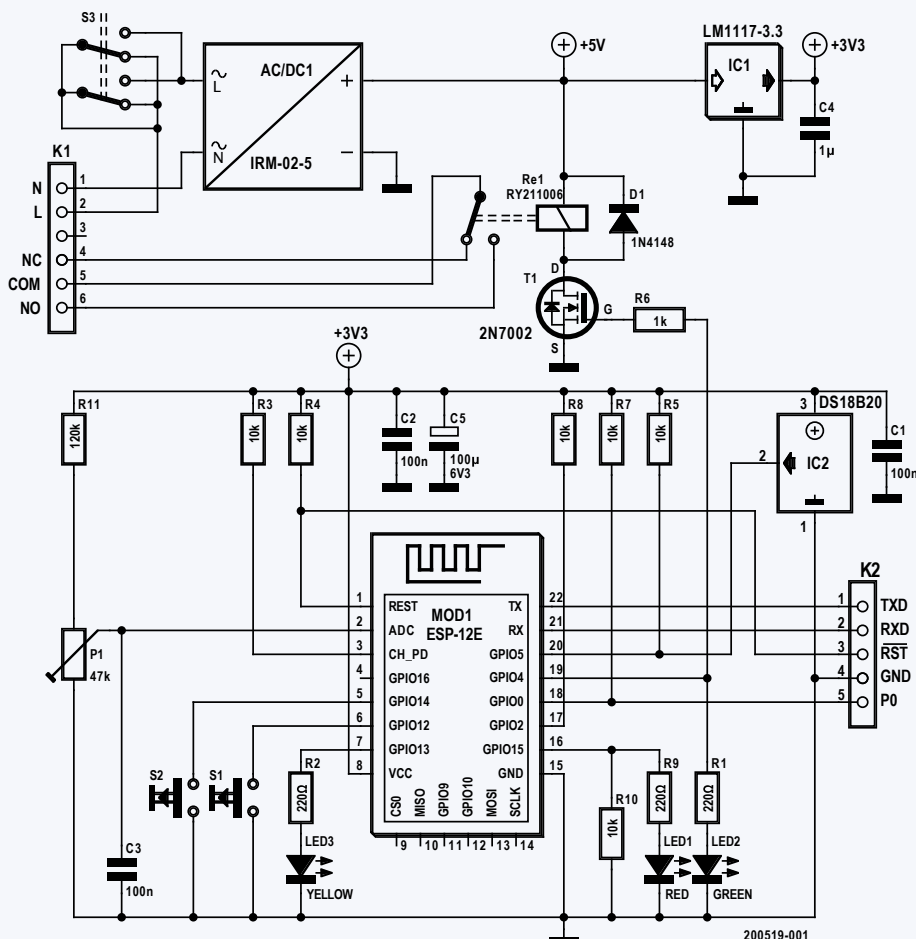 S3
LM1117-3.3
+5V
+3V3
AC/DC1
L
+
IC1
C4
1µ
K1
N
IRM-02-5
−
N 1
L 2
3
NC 4
COM 5
NO 6
Re1
RY211006
D1
1N4148
D
T1
G
R6
1k
2N7002
S
+3V3
R11
120k
R3
10k
R4
10k
C2
100n
C5
100µ
6V3
R8
10k
R7
10k
R5
10k
DS18B20
3
2
IC2
1
C1
100n
MOD1
ESP-12E
1 REST
2 ADC
3 CH_PD
4 GPIO16
5 GPIO14
6 GPIO12
7 GPIO13
8 VCC
TX 22
RX 21
GPIO5 20
GPIO4 19
GPIO0 18
GPIO2 17
GPIO15 16
GND 15
CS0
MISO
GPIO9
GPIO10
MOSI
SCLK
9 10 11 12 13 14
K2
1 TXD
2 RXD
3 RST
4 GND
5 P0
P1
47k
S2
S1
R2
220Ω
R10
10k
R9
220Ω
R1
220Ω
C3
100n
LED3
YELLOW
LED1
RED
LED2
GREEN
200519-001